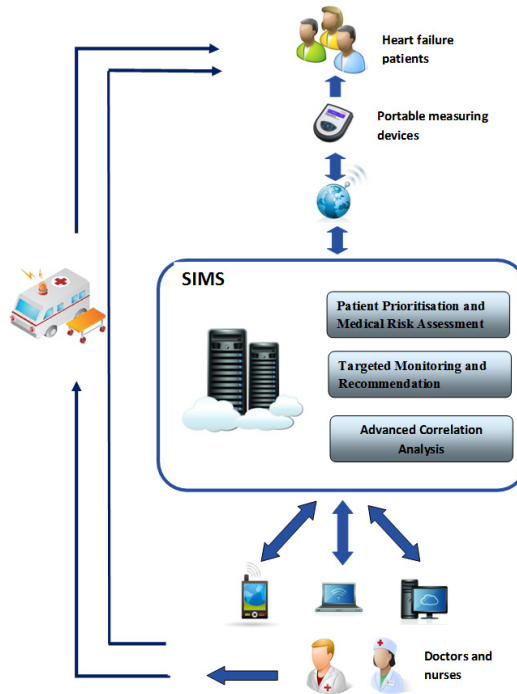 Heart failure
patients
Portable measuring
devices
SIMS
Patient Prioritisation and
Medical Risk Assessment
Targeted Monitoring and
Recommendation
Advanced Correlation
Analysis
Doctors and
nurses